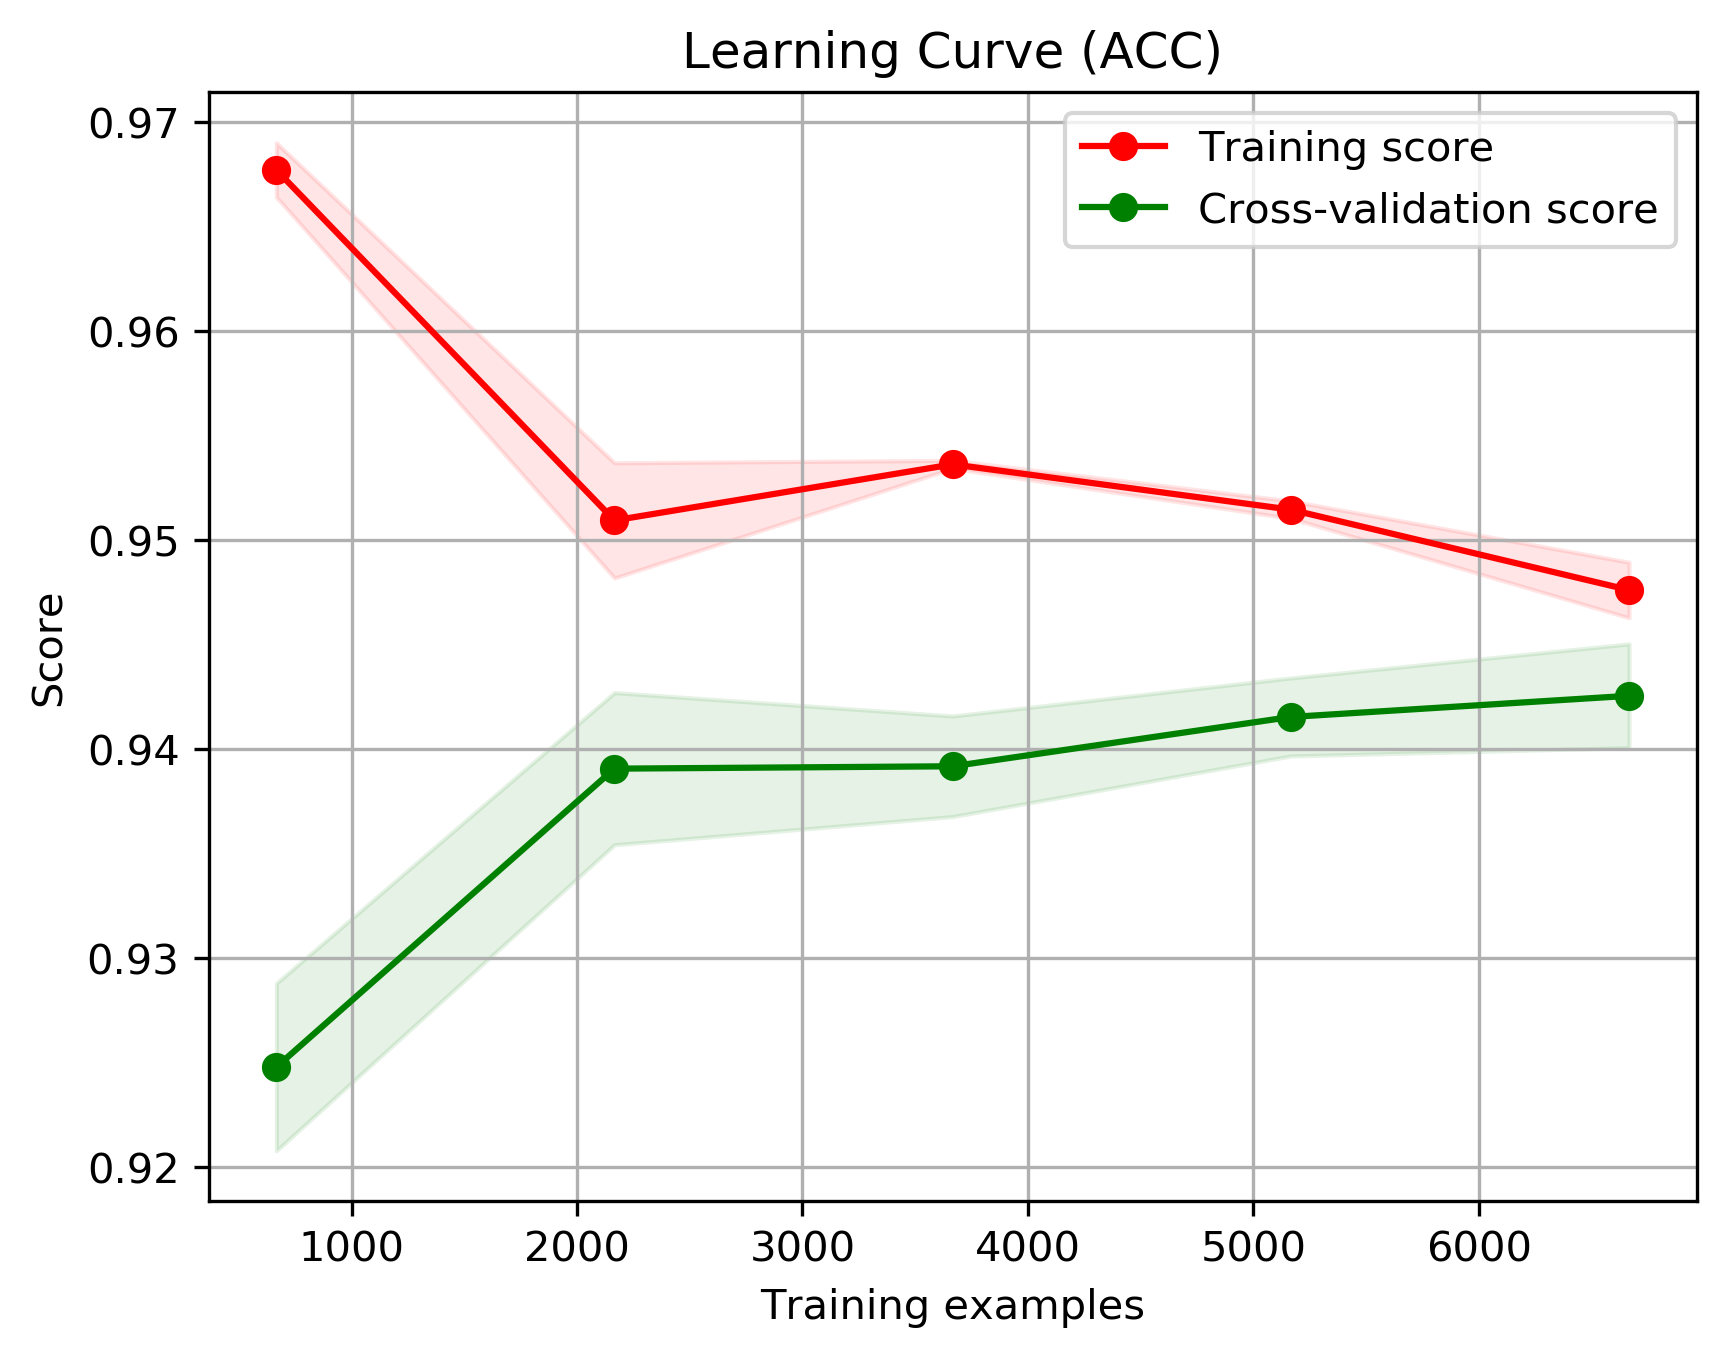 Learning Curve (ACC)
Training score
Cross-validation score
0.97
0.96
0.95
0.94
0.93
0.92
Score
1000 2000 3000 4000 5000 6000
Training examples